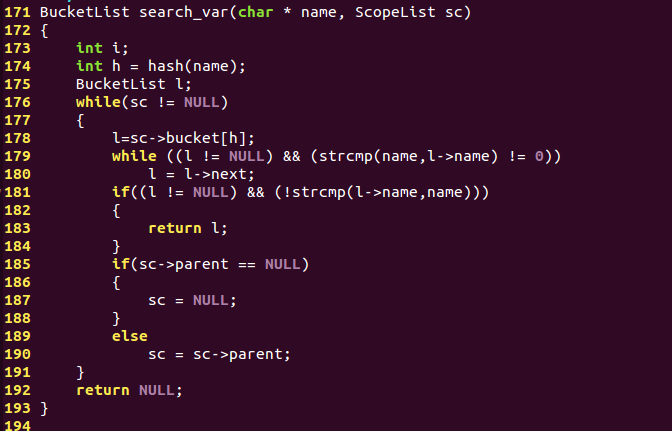 171 BucketList search_var(char * name, ScopeList sc)
172 {
173     int i;
174     int h = hash(name);
175     BucketList l;
176     while(sc != NULL)
177     {
178         l=sc->bucket[h];
179         while ((l != NULL) && (strcmp(name,l->name) != 0))
180             l = l->next;
181         if((l != NULL) && (!strcmp(l->name,name)))
182         {
183             return l;
184         }
185         if(sc->parent == NULL)
186         {
187             sc = NULL;
188         }
189         else
190             sc = sc->parent;
191     }
192     return NULL;
193 }
194